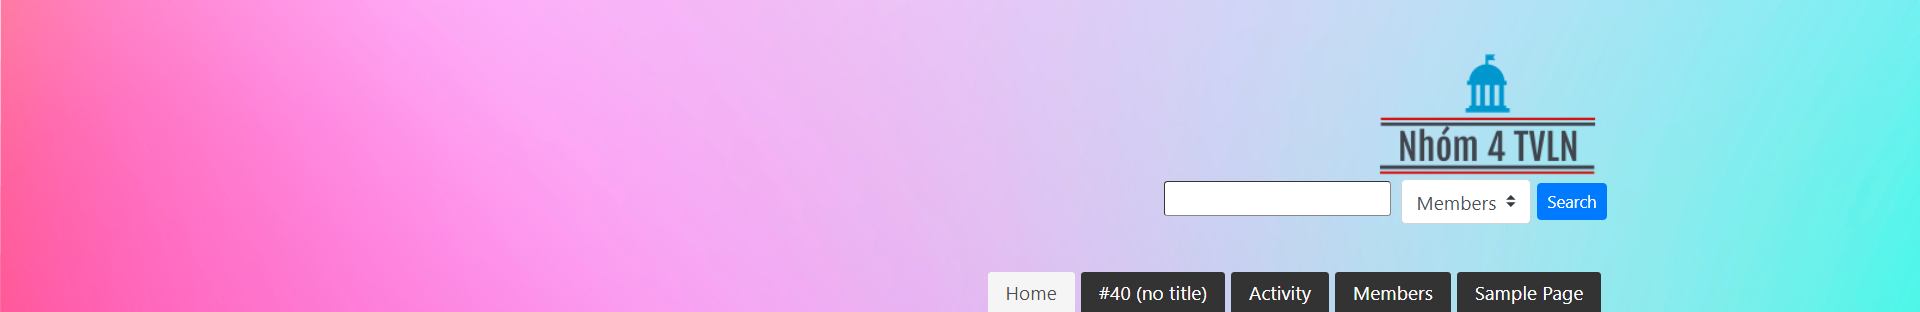 Nhóm 4 TVLN
Members Search
Home #40 (no title) Activity Members Sample Page